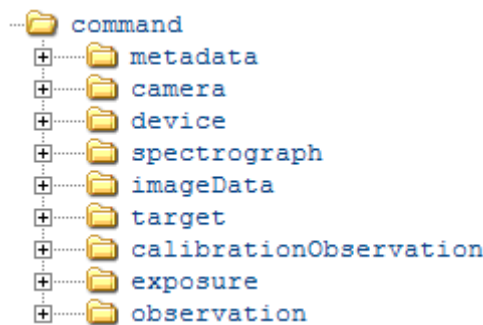 command
metadata
camera
device
spectrograph
imageData
target
calibrationObservation
exposure
observation